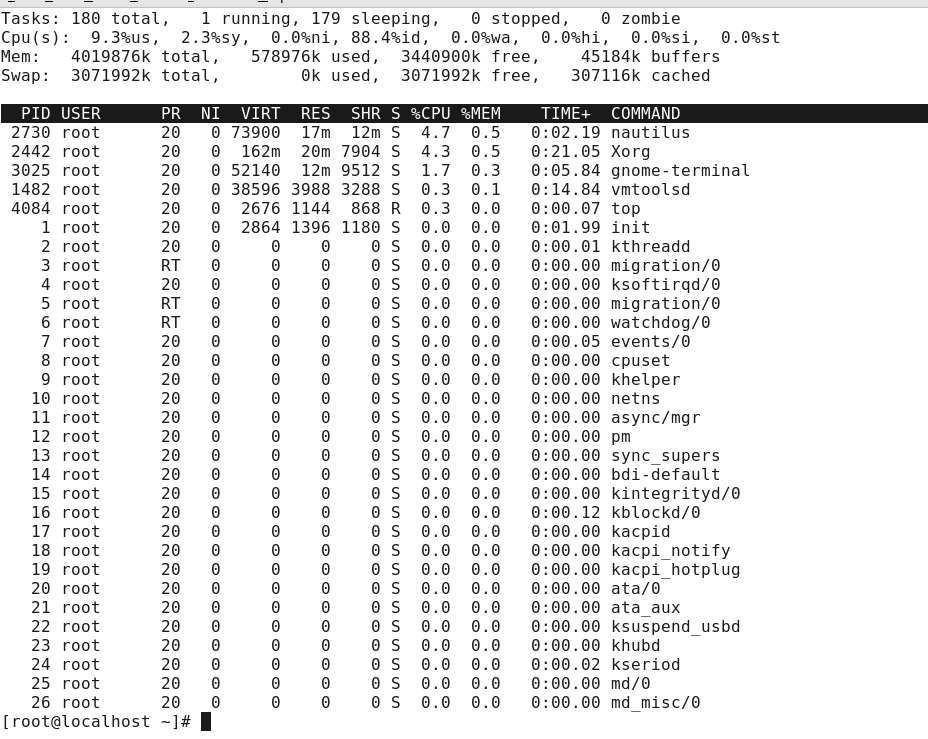 Tasks: 180 total,   1 running, 179 sleeping,   0 stopped,   0 zombie
Cpu(s):  9.3%us,  2.3%sy,  0.0%ni, 88.4%id,  0.0%wa,  0.0%hi,  0.0%si,  0.0%st
Mem:   4019876k total,   578976k used,  3440900k free,    45184k buffers
Swap:  3071992k total,        0k used,  3071992k free,   307116k cached
  PID USER      PR  NI  VIRT  RES  SHR S %CPU %MEM    TIME+  COMMAND
 2730 root      20   0 73900  17m  12m S  4.7  0.5   0:02.19 nautilus
 2442 root      20   0  162m  20m 7904 S  4.3  0.5   0:21.05 Xorg
 3025 root      20   0 52140  12m 9512 S  1.7  0.3   0:05.84 gnome-terminal
 1482 root      20   0 38596 3988 3288 S  0.3  0.1   0:14.84 vmtoolsd
 4084 root      20   0  2676 1144  868 R  0.3  0.0   0:00.07 top
    1 root      20   0  2864 1396 1180 S  0.0  0.0   0:01.99 init
    2 root      20   0     0    0    0 S  0.0  0.0   0:00.01 kthreadd
    3 root      RT   0     0    0    0 S  0.0  0.0   0:00.00 migration/0
    4 root      20   0     0    0    0 S  0.0  0.0   0:00.00 ksoftirqd/0
    5 root      RT   0     0    0    0 S  0.0  0.0   0:00.00 migration/0
    6 root      RT   0     0    0    0 S  0.0  0.0   0:00.00 watchdog/0
    7 root      20   0     0    0    0 S  0.0  0.0   0:00.05 events/0
    8 root      20   0     0    0    0 S  0.0  0.0   0:00.00 cpuset
    9 root      20   0     0    0    0 S  0.0  0.0   0:00.00 khelper
   10 root      20   0     0    0    0 S  0.0  0.0   0:00.00 netns
   11 root      20   0     0    0    0 S  0.0  0.0   0:00.00 async/mgr
   12 root      20   0     0    0    0 S  0.0  0.0   0:00.00 pm
   13 root      20   0     0    0    0 S  0.0  0.0   0:00.00 sync_supers
   14 root      20   0     0    0    0 S  0.0  0.0   0:00.00 bdi-default
   15 root      20   0     0    0    0 S  0.0  0.0   0:00.00 kintegrityd/0
   16 root      20   0     0    0    0 S  0.0  0.0   0:00.12 kblockd/0
   17 root      20   0     0    0    0 S  0.0  0.0   0:00.00 kacpid
   18 root      20   0     0    0    0 S  0.0  0.0   0:00.00 kacpi_notify
   19 root      20   0     0    0    0 S  0.0  0.0   0:00.00 kacpi_hotplug
   20 root      20   0     0    0    0 S  0.0  0.0   0:00.00 ata/0
   21 root      20   0     0    0    0 S  0.0  0.0   0:00.00 ata_aux
   22 root      20   0     0    0    0 S  0.0  0.0   0:00.00 ksuspend_usbd
   23 root      20   0     0    0    0 S  0.0  0.0   0:00.00 khubd
   24 root      20   0     0    0    0 S  0.0  0.0   0:00.02 kseriod
   25 root      20   0     0    0    0 S  0.0  0.0   0:00.00 md/0
   26 root      20   0     0    0    0 S  0.0  0.0   0:00.00 md_misc/0
[root@localhost ~]#